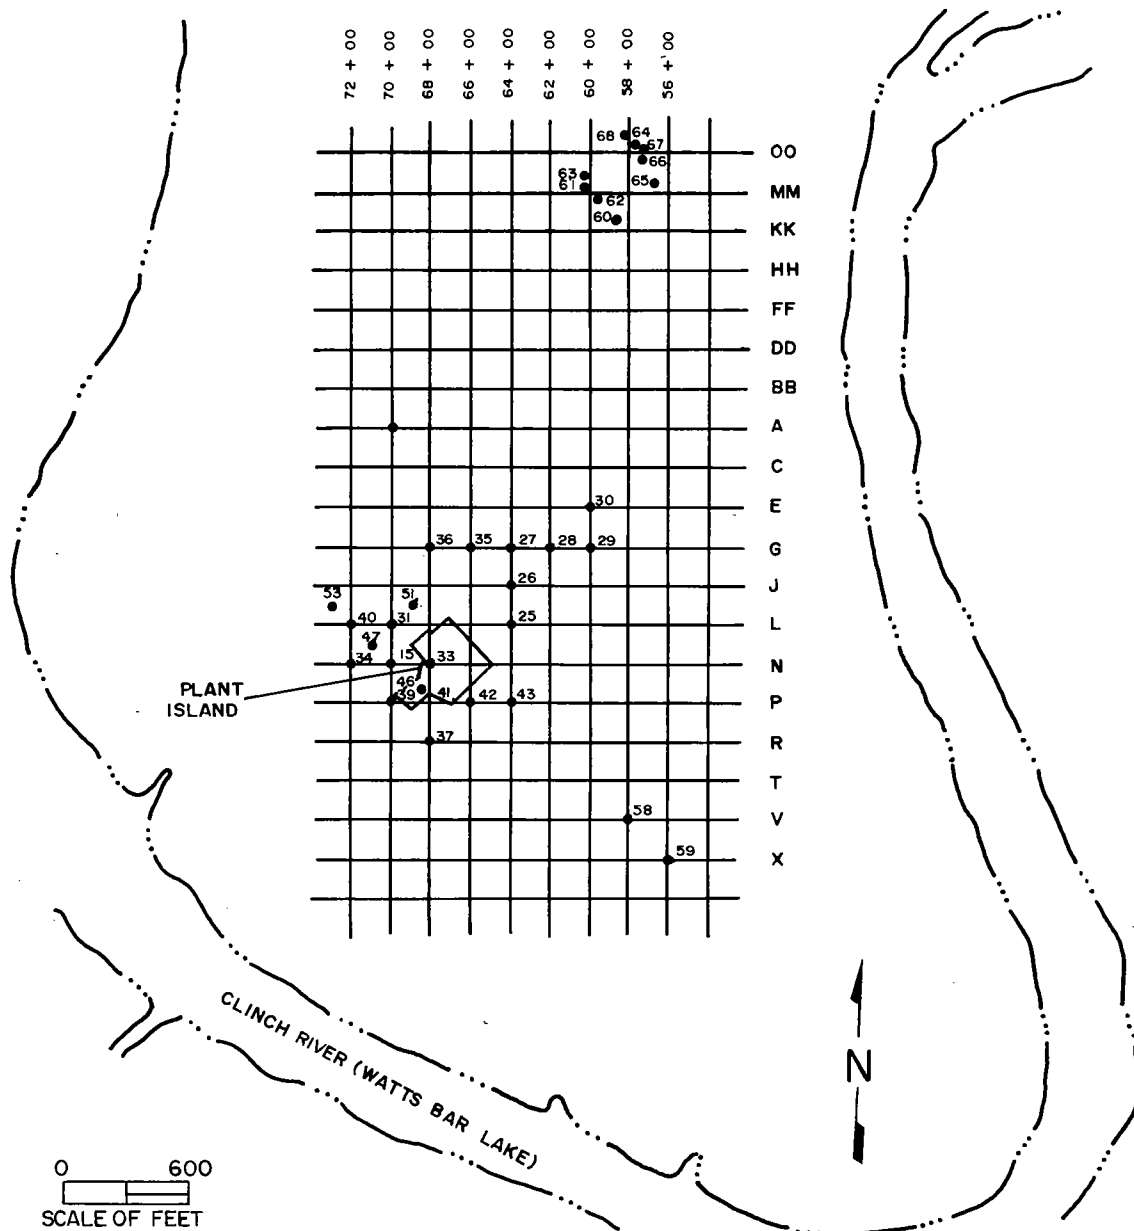 72 + 00
70 + 00
68 + 00
66 + 00
64 + 00
62 + 00
60 + 00
58 + 00
56 + 00
68 64
67
OO
66
63
65
61
MM
62
60
KK
HH
FF
DD
BB
A
C
30
E
36 35 27 28 29
G
26
J
53 51
40 31 25
L
47
34 15 33
N
46
PLANT
ISLAND
39 41 42 43
P
37
R
T
58
V
59
X
CLINCH RIVER (WATTS BAR LAKE)
N
0 600
SCALE OF FEET